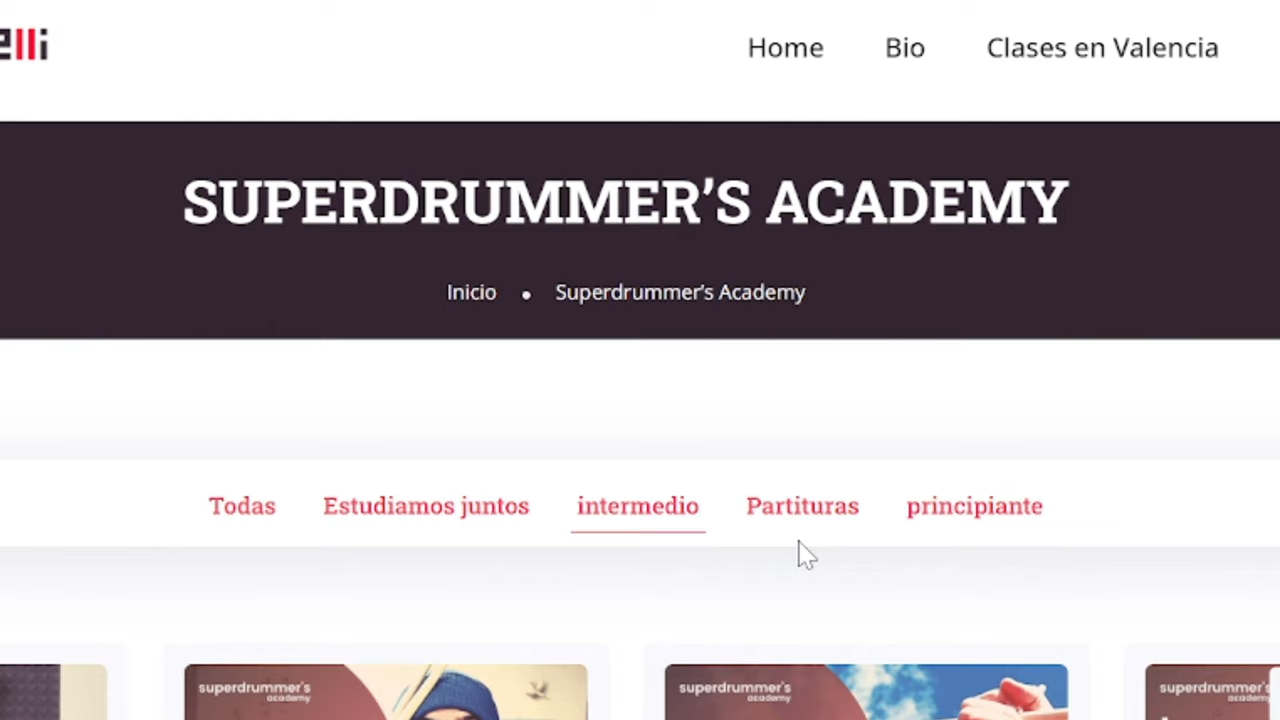 elli
Home Bio Clases en Valencia
SUPERDRUMMER’S ACADEMY
Inicio • Superdrummer’s Academy
Todas Estudiamos juntos intermedio Partituras principiante
superdrummer's
academy
superdrummer's
academy
superdrummer's
academy